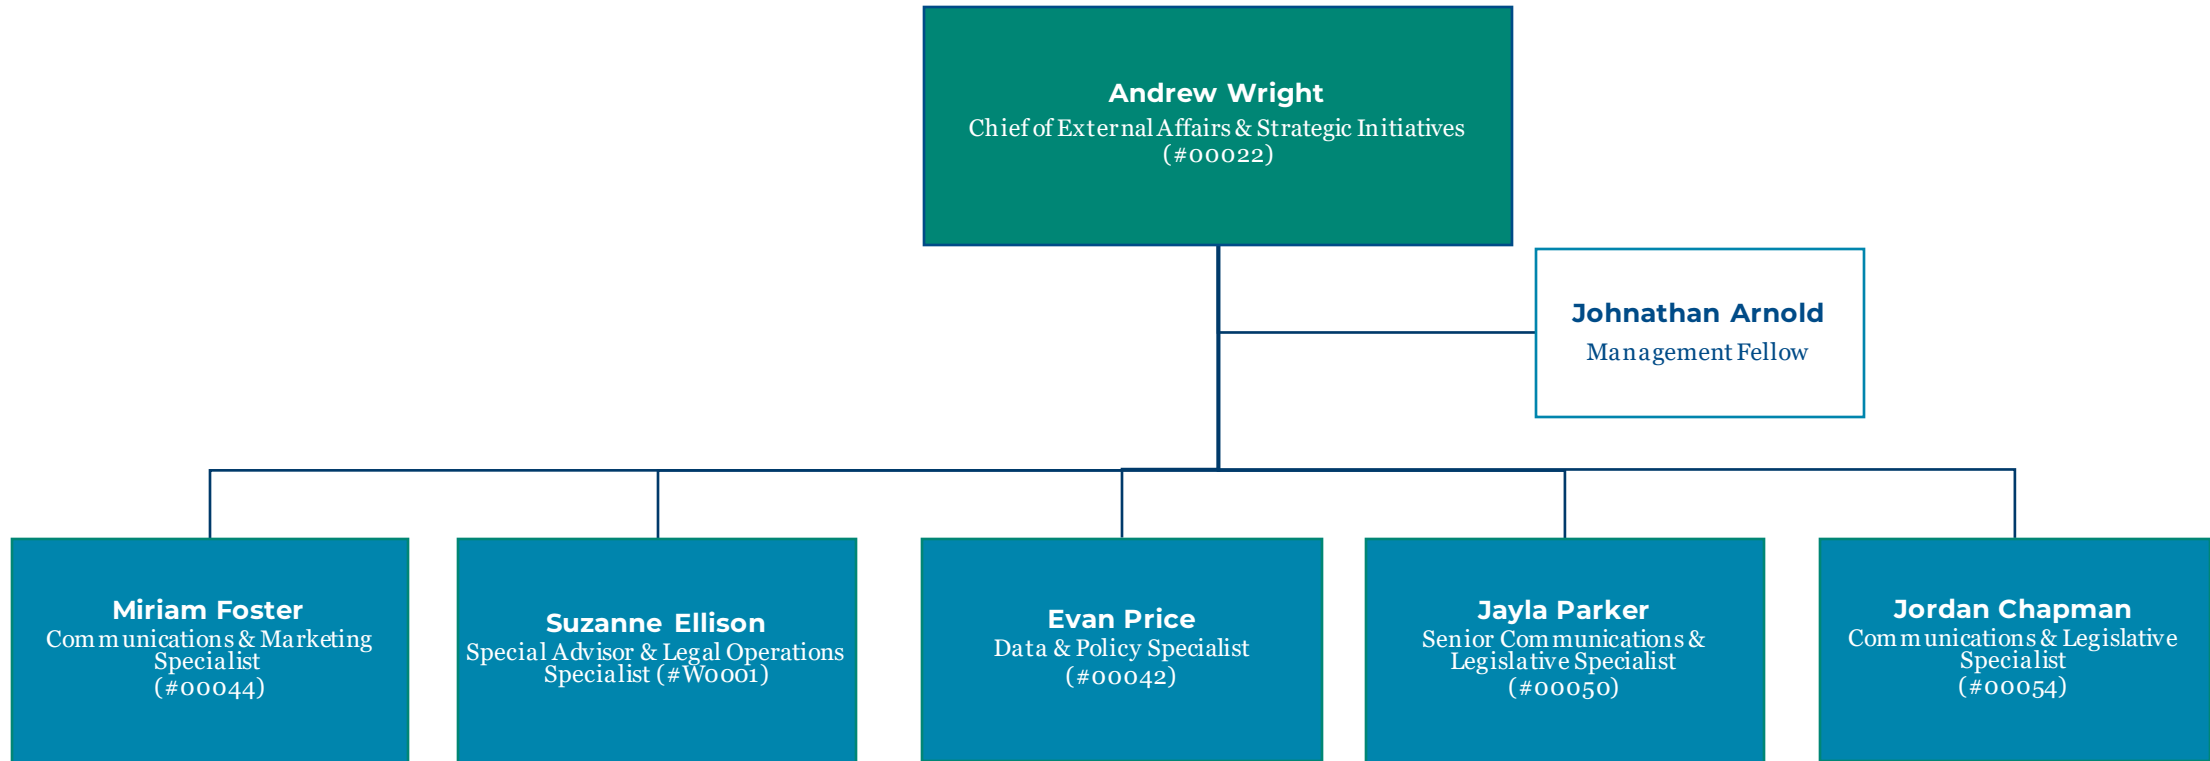 Andrew Wright
Chief of External Affairs & Strategic Initiatives
(#00022)
Johnathan Arnold
Management Fellow
Miriam Foster
Communications & Marketing
Specialist
(#00044)
Suzanne Ellison
Special Advisor & Legal Operations
Specialist (#W0001)
Evan Price
Data & Policy Specialist
(#00042)
Jayla Parker
Senior Communications &
Legislative Specialist
(#00050)
Jordan Chapman
Communications & Legislative
Specialist
(#00054)